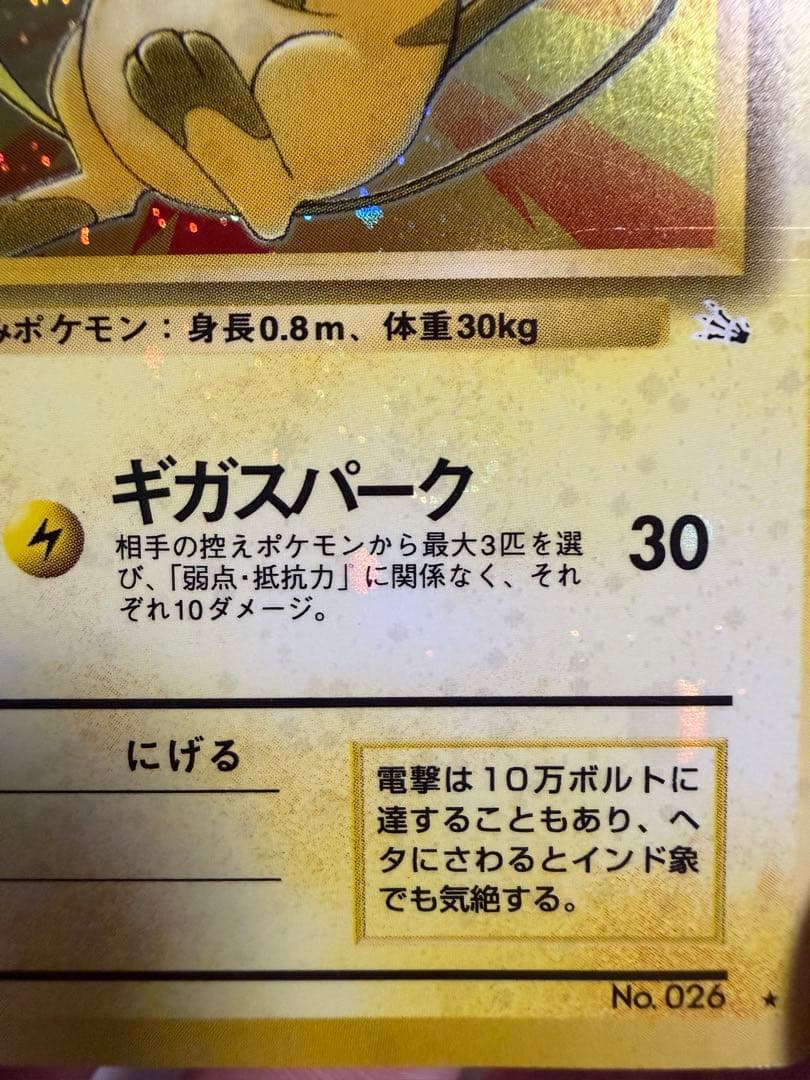 みポケモン：身長0.8m、体重30kg
ギガスパーク
30
相手の控えポケモンから最大3匹を選
び、「弱点・抵抗力」に関係なく、それ
ぞれ10ダメージ。
にげる
電撃は10万ボルトに
達することもあり、ヘ
タにさわるとインド象
でも気絶する。
No. 026 ★